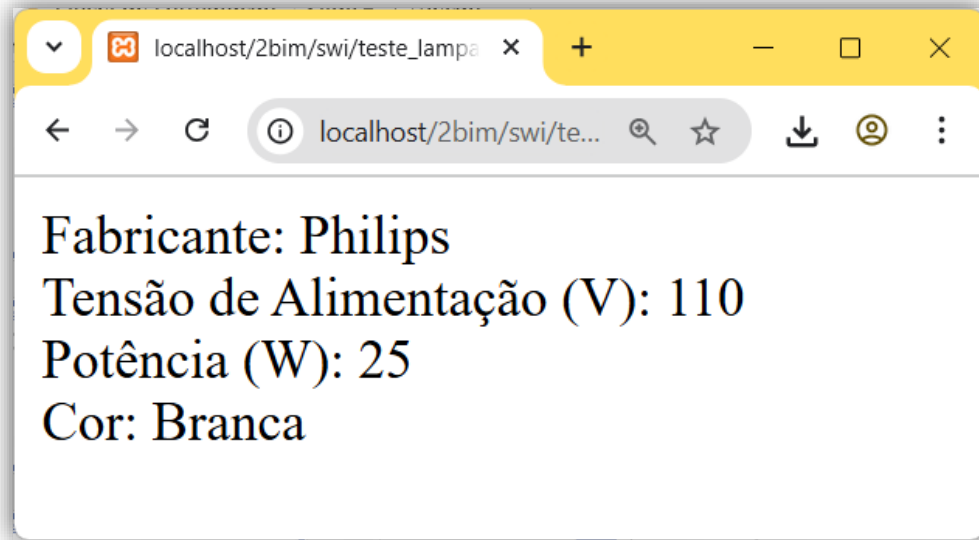 localhost/2bim/swi/teste_lampa
localhost/2bim/swi/te...
Fabricante: Philips
Tensão de Alimentação (V): 110
Potência (W): 25
Cor: Branca